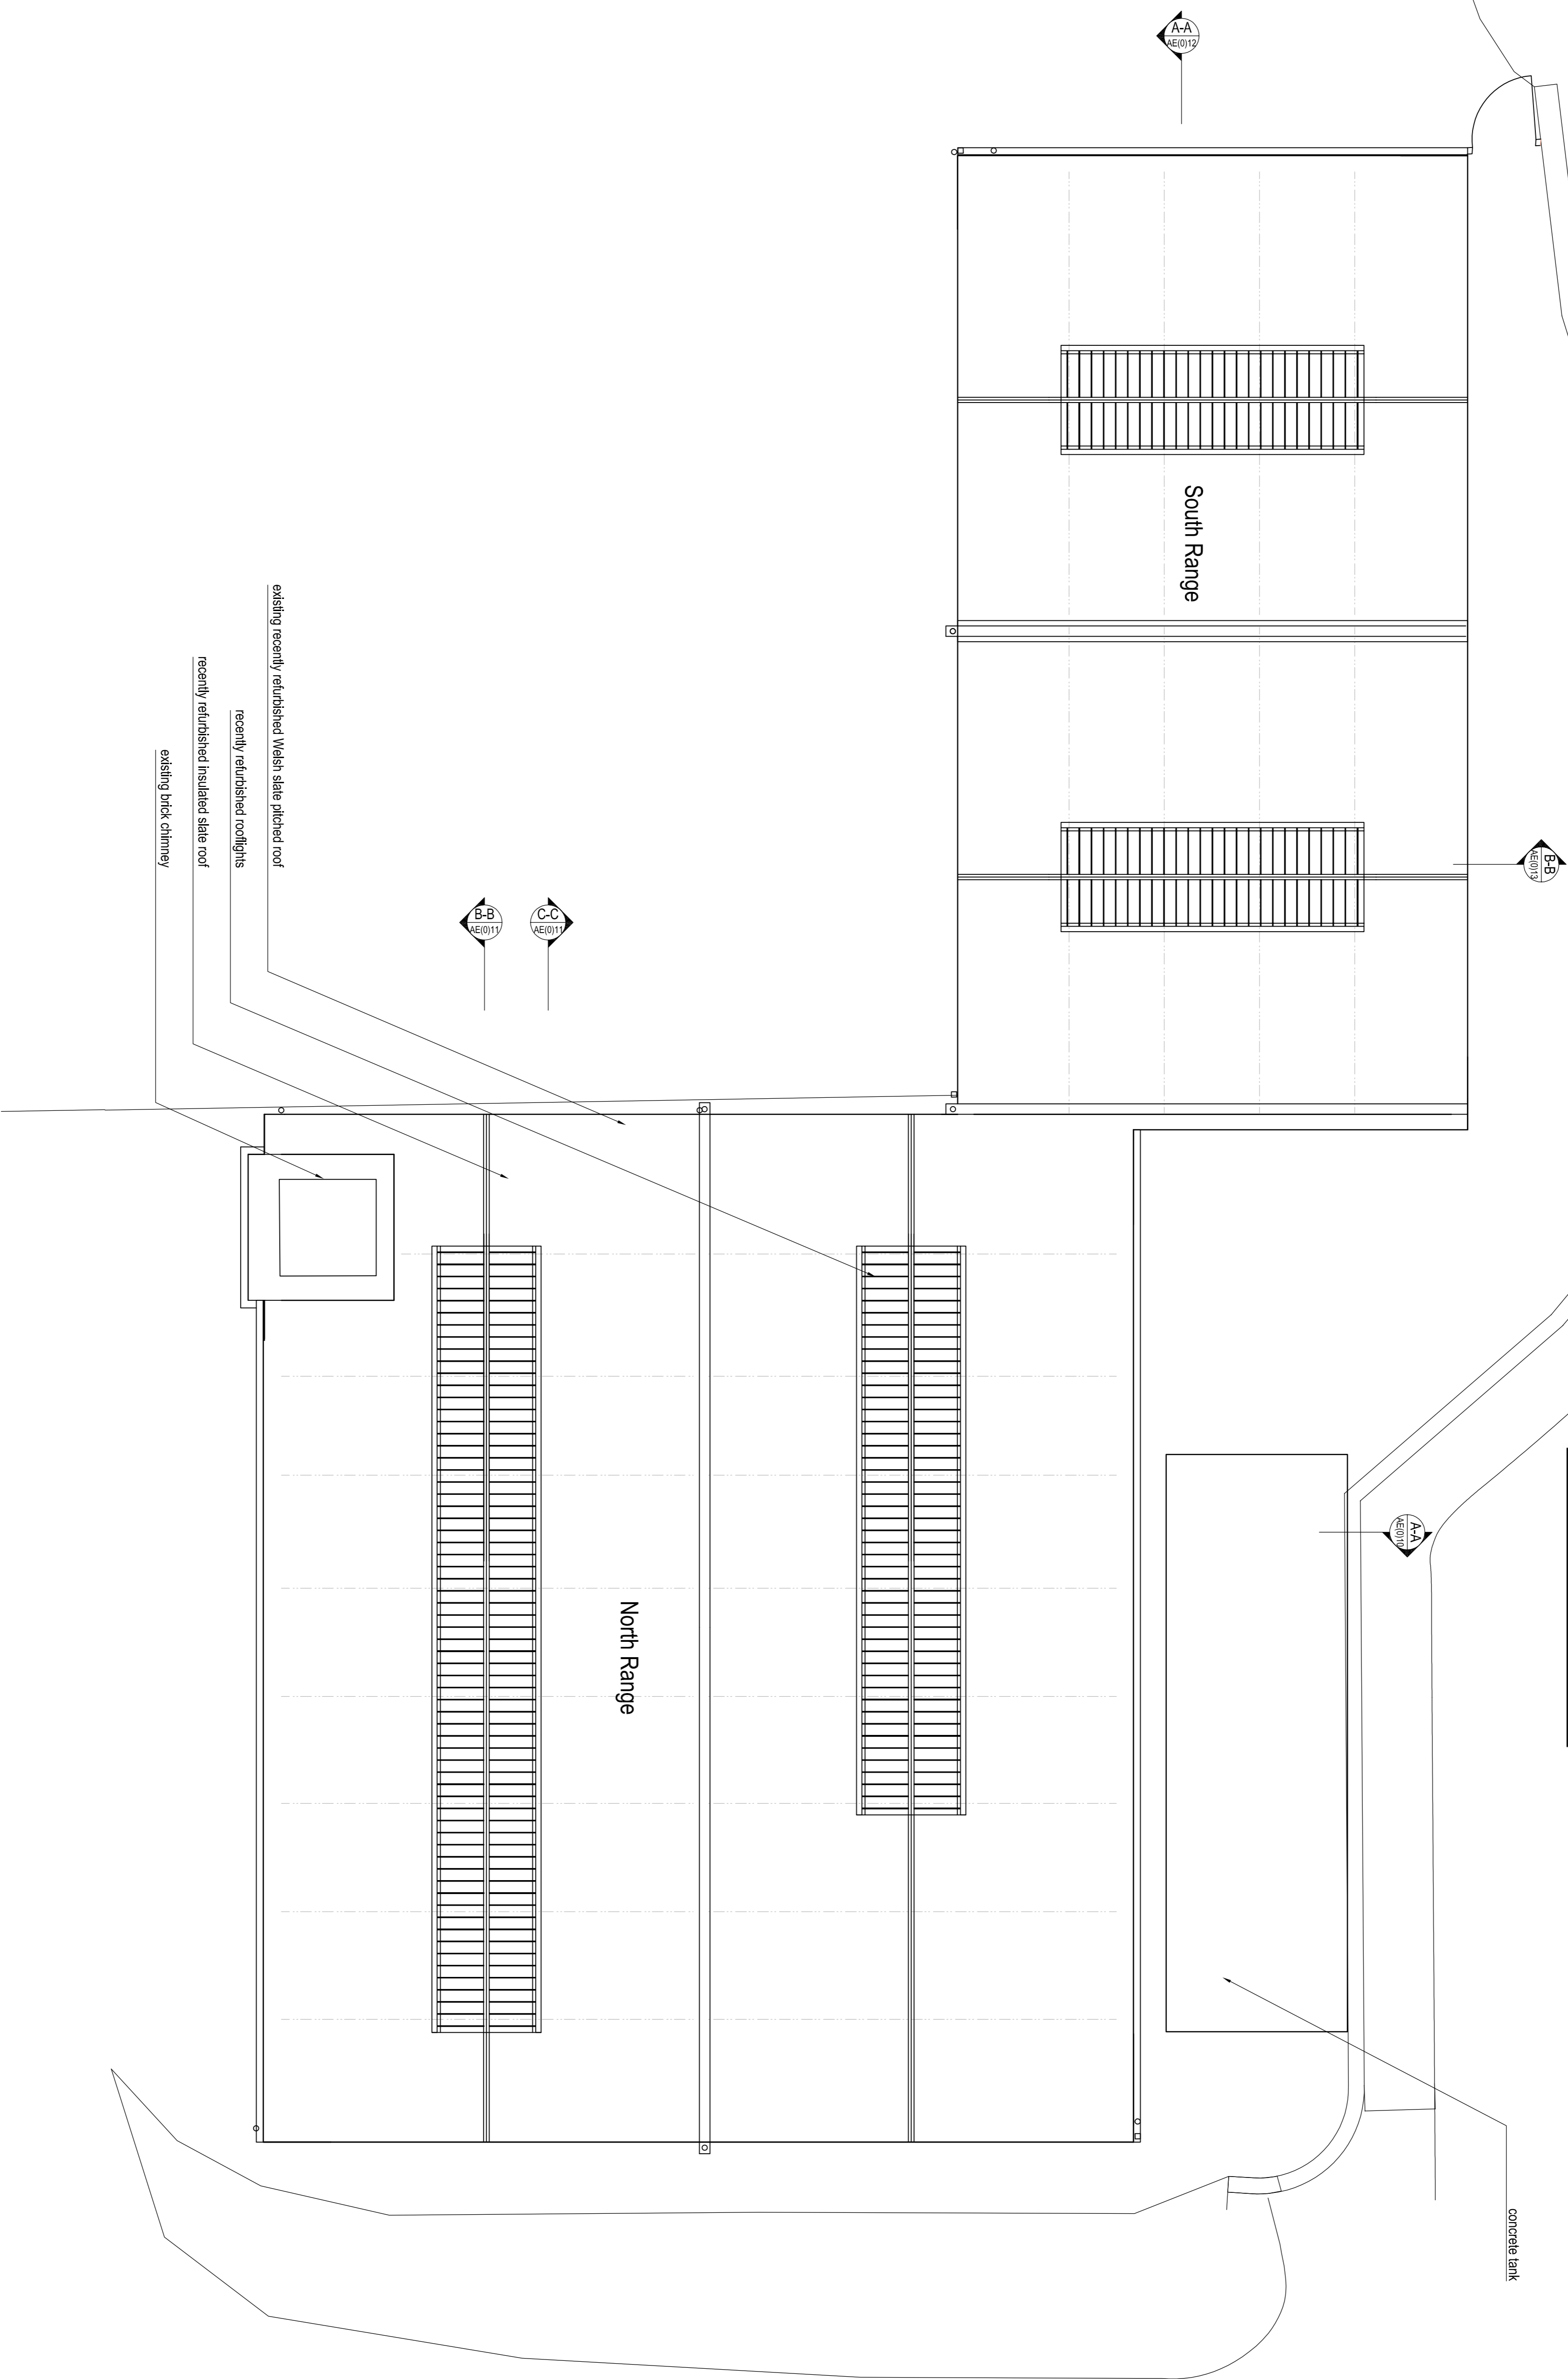 A-A
AE(0)12
South Range
B-B
AE(0)13
existing recently refurbished Welsh slate pitched roof
recently refurbished rooflights
recently refurbished insulated slate roof
existing brick chimney
B-B
AE(0)11
C-C
AE(0)11
A-A
AE(0)10
North Range
concrete tank